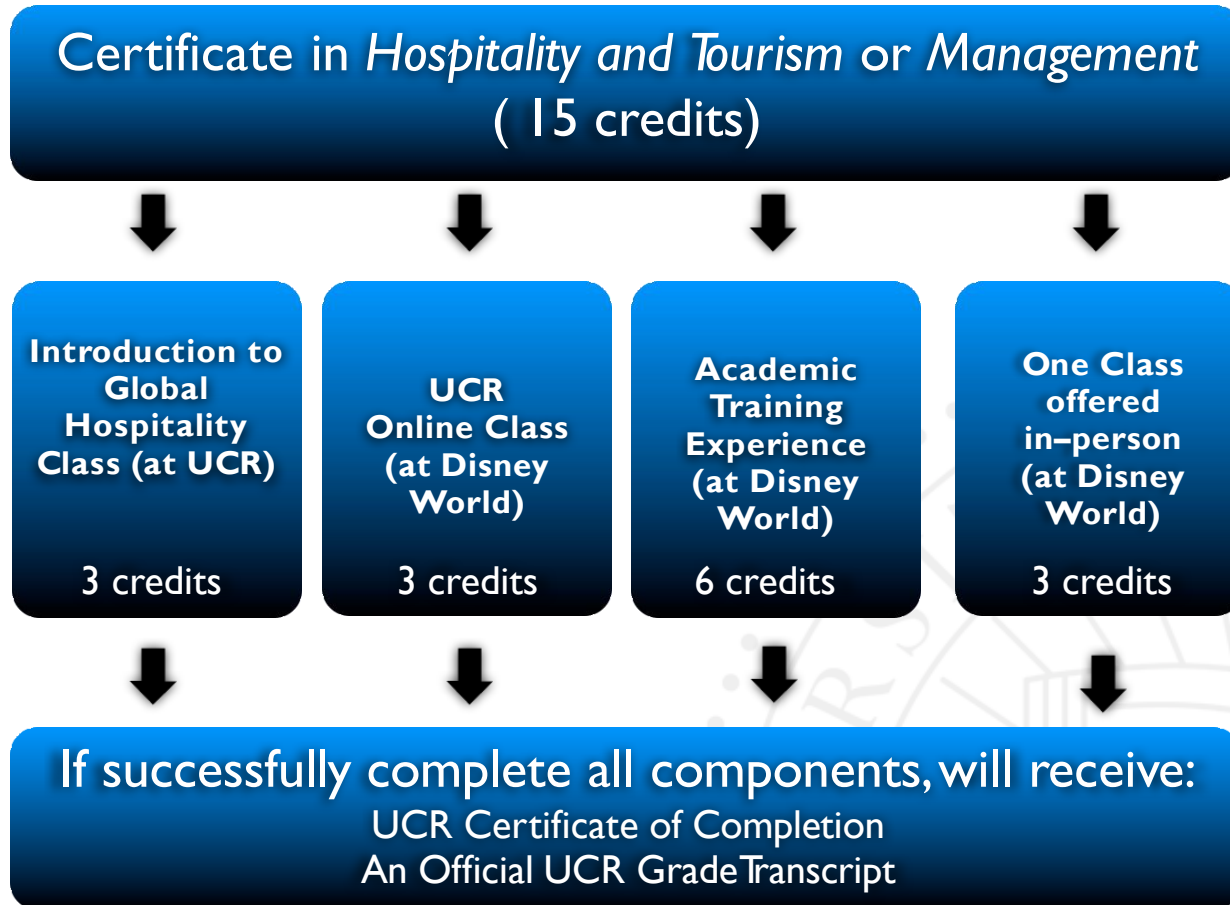 Certificate in Hospitality and Tourism or Management
( 15 credits)
Introduction to
Global
Hospitality
Class (at UCR)
3 credits
UCR
Online Class
(at Disney
World)
3 credits
Academic
Training
Experience
(at Disney
World)
6 credits
One Class
offered
in–person
(at Disney
World)
3 credits
If successfully complete all components, will receive:
UCR Certificate of Completion
An Official UCR Grade Transcript